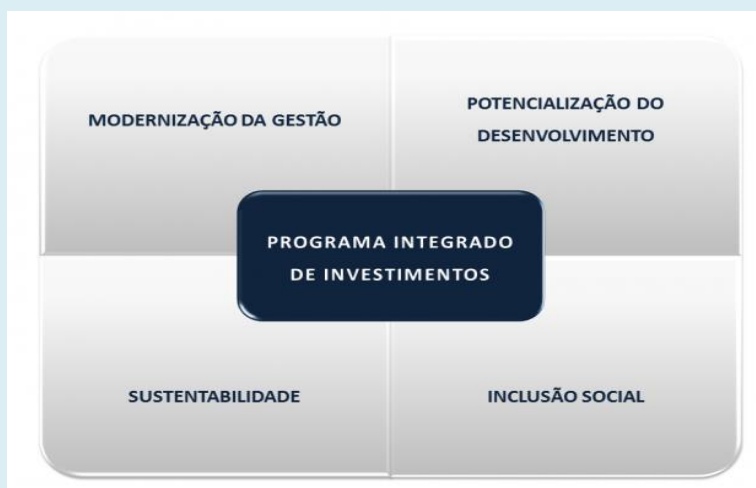 MODERNIZAÇÃO DA GESTÃO
POTENCIALIZAÇÃO DO
DESENVOLVIMENTO
PROGRAMA INTEGRADO
DE INVESTIMENTOS
SUSTENTABILIDADE
INCLUSÃO SOCIAL